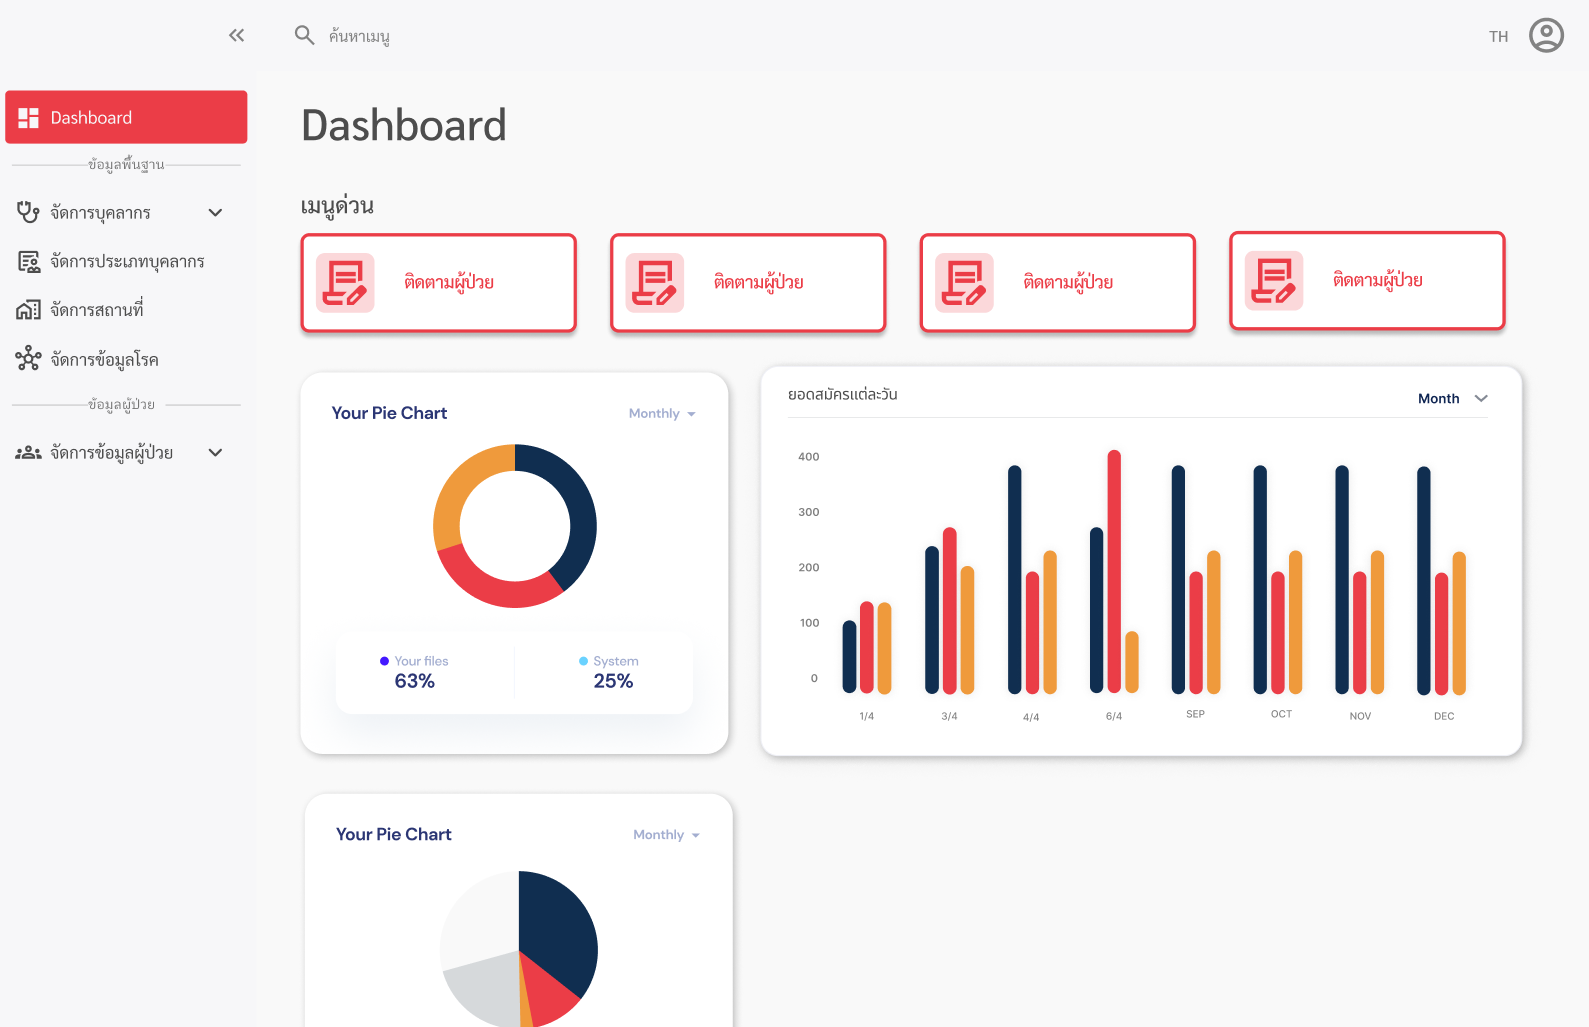 ค้นหาเมนู
TH
Dashboard
ข้อมูลพื้นฐาน
จัดการบุคลากร
จัดการประเภทบุคลากร
จัดการสถานที่
จัดการข้อมูลโรค
ข้อมูลผู้ป่วย
จัดการข้อมูลผู้ป่วย
Dashboard
เมนูด่วน
ติดตามผู้ป่วย
ติดตามผู้ป่วย
ติดตามผู้ป่วย
ติดตามผู้ป่วย
Your Pie Chart
Monthly
Your files
63%
System
25%
ยอดสมัครแต่ละวัน
Month
400
300
200
100
0
1/4
3/4
4/4
6/4
SEP
OCT
NOV
DEC
Your Pie Chart
Monthly